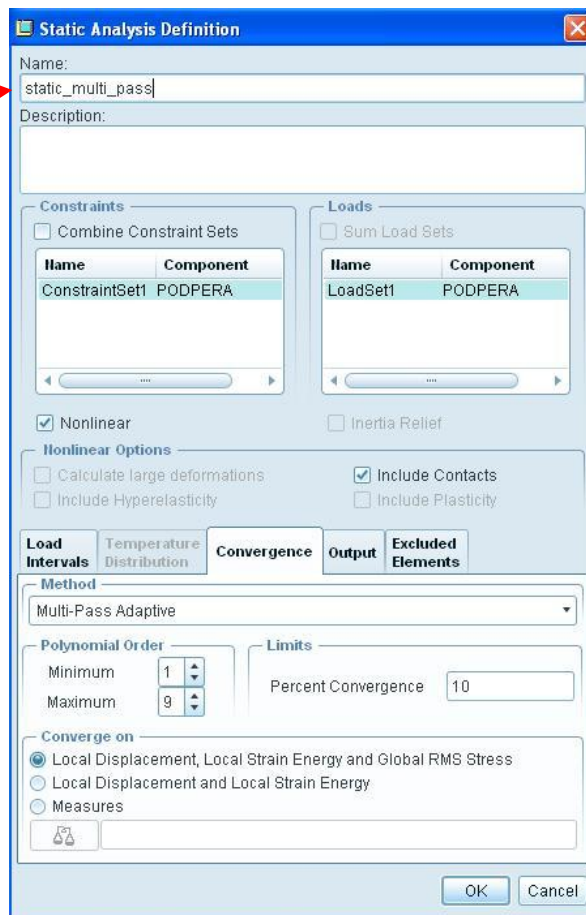 Static Analysis Definition
Name:
static_multi_pass
Description:
Constraints
Combine Constraint Sets
Name Component
ConstraintSet1 PODPERA
Loads
Sum Load Sets
Name Component
LoadSet1 PODPERA
Nonlinear
Inertia Relief
Nonlinear Options
Calculate large deformations
Include Contacts
Include Hyperelasticity
Include Plasticity
Load Intervals
Temperature Distribution
Convergence
Output
Excluded Elements
Method
Multi-Pass Adaptive
Polynomial Order
Minimum 1
Maximum 9
Limits
Percent Convergence 10
Converge on
Local Displacement, Local Strain Energy and Global RMS Stress
Local Displacement and Local Strain Energy
Measures
OK Cancel